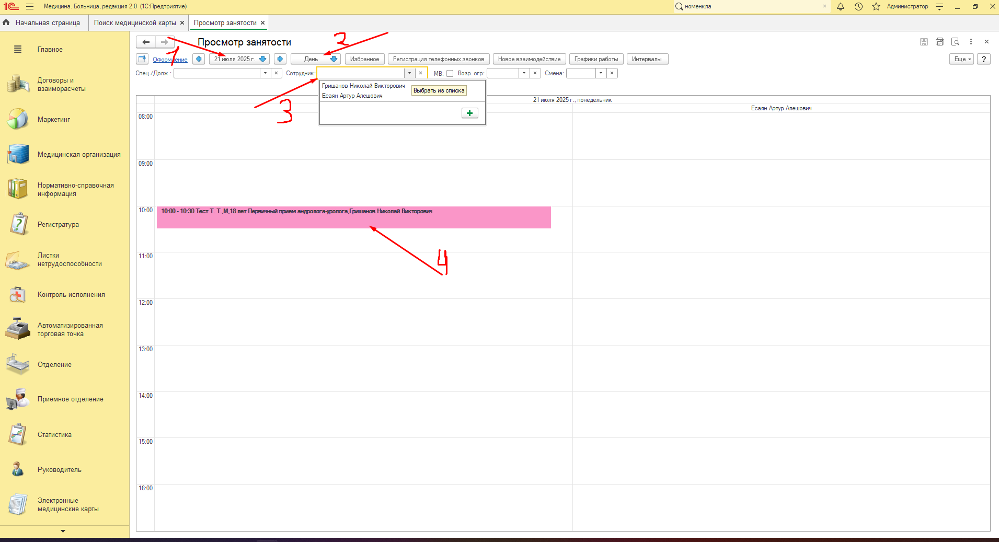 1С Медицина. Больница, редакция 2.0 (1С:Предприятие) номенкла × Администратор
Начальная страница Поиск медицинской карты × Просмотр занятости ×
Главное
Договоры и
взаиморасчеты
Маркетинг
Медицинская организация
Нормативно-справочная
информация
Регистратура
Листки
нетрудоспособности
Контроль исполнения
Автоматизированная
торговая точка
Отделение
Приемное отделение
Статистика
Руководитель
Электронные
медицинские карты
Просмотр занятости
1
2
3
4
Оформление 21 июля 2025 г. День Избранное Регистрация телефонных звонков Новое взаимодействие Графики работы Интервалы Еще ?
Спец./Долж.: × Сотрудник: × МВ: Возр. огр: × Смена: ×
Гришанов Николай Викторович
Есаян Артур Алешович
Выбрать из списка
21 июля 2025 г., понедельник
Есаян Артур Алешович
08:00
09:00
10:00
10:00 - 10:30 Тест Т. Т.,М,18 лет Первичный прием андролога-уролога,Гришанов Николай Викторович
11:00
12:00
13:00
14:00
15:00
16:00